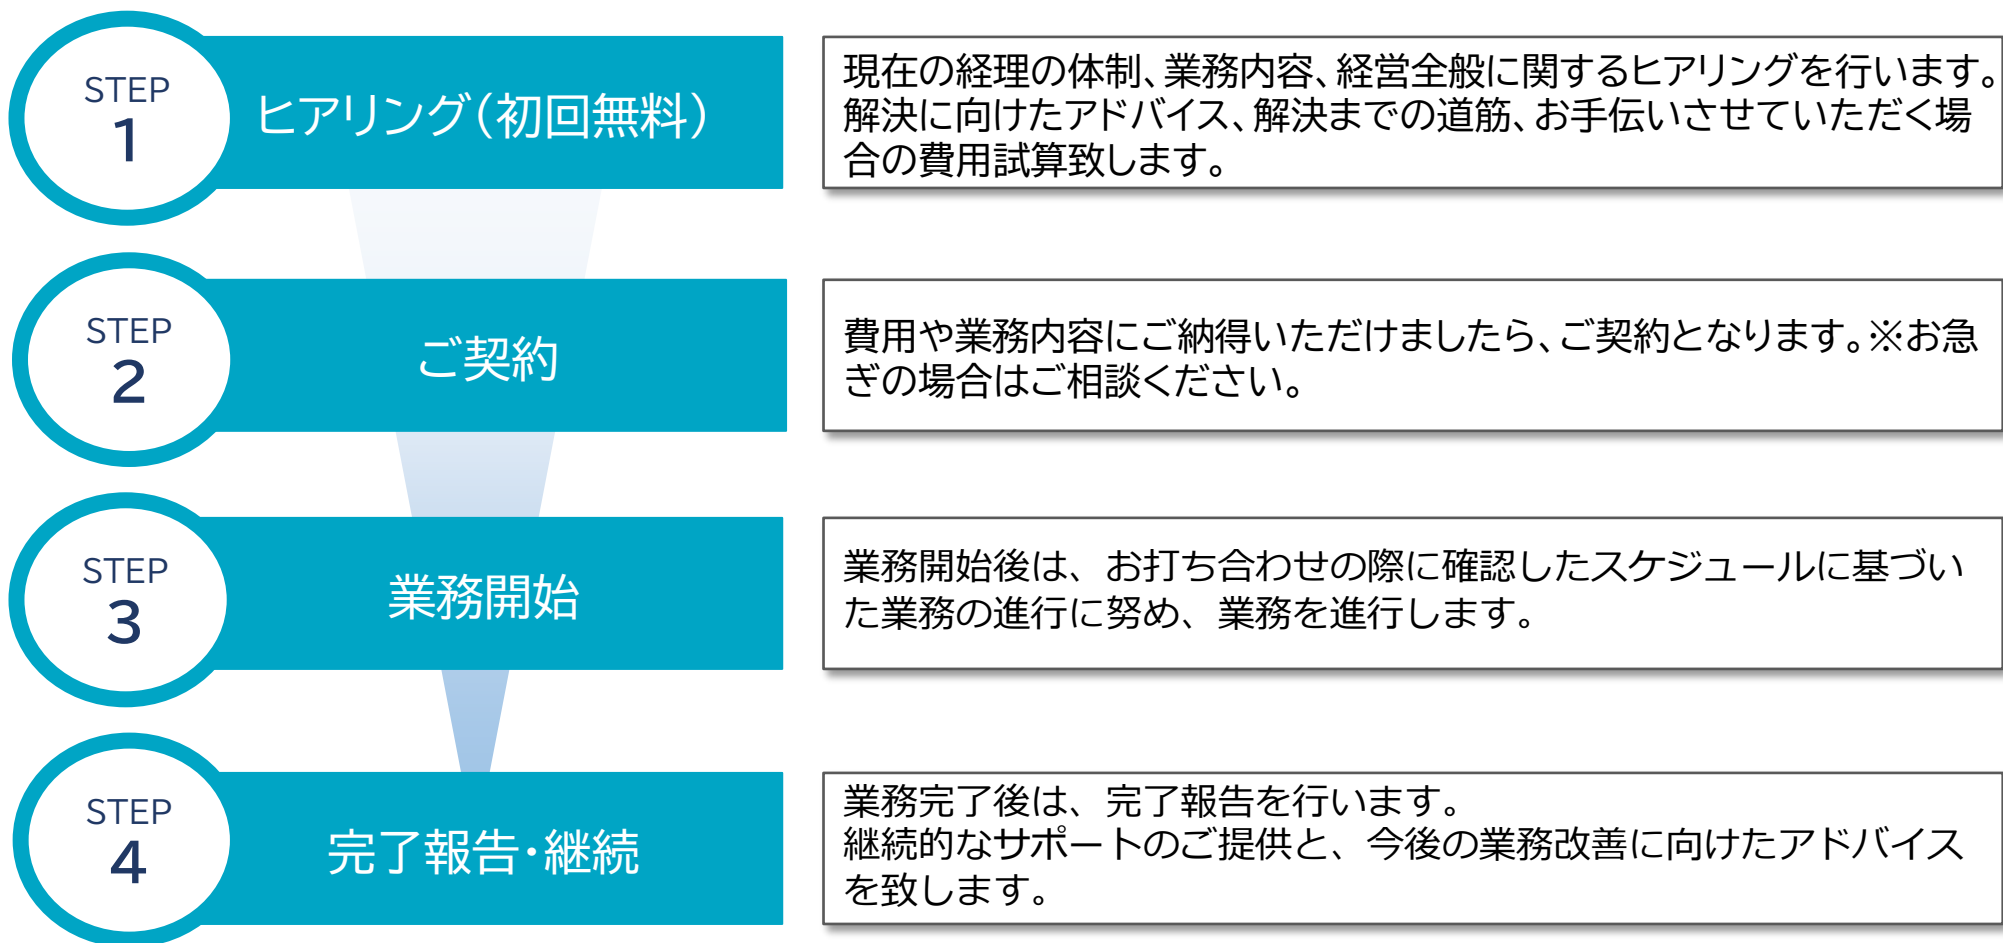 STEP
1
ヒアリング(初回無料)
現在の経理の体制、業務内容、経営全般に関するヒアリングを行います。
解決に向けたアドバイス、解決までの道筋、お手伝いさせていただく場
合の費用試算致します。
STEP
2
ご契約
費用や業務内容にご納得いただけましたら、ご契約となります。※お急
ぎの場合はご相談ください。
STEP
3
業務開始
業務開始後は、お打ち合わせの際に確認したスケジュールに基づい
た業務の進行に努め、業務を進行します。
STEP
4
完了報告・継続
業務完了後は、完了報告を行います。
継続的なサポートのご提供と、今後の業務改善に向けたアドバイス
を致します。